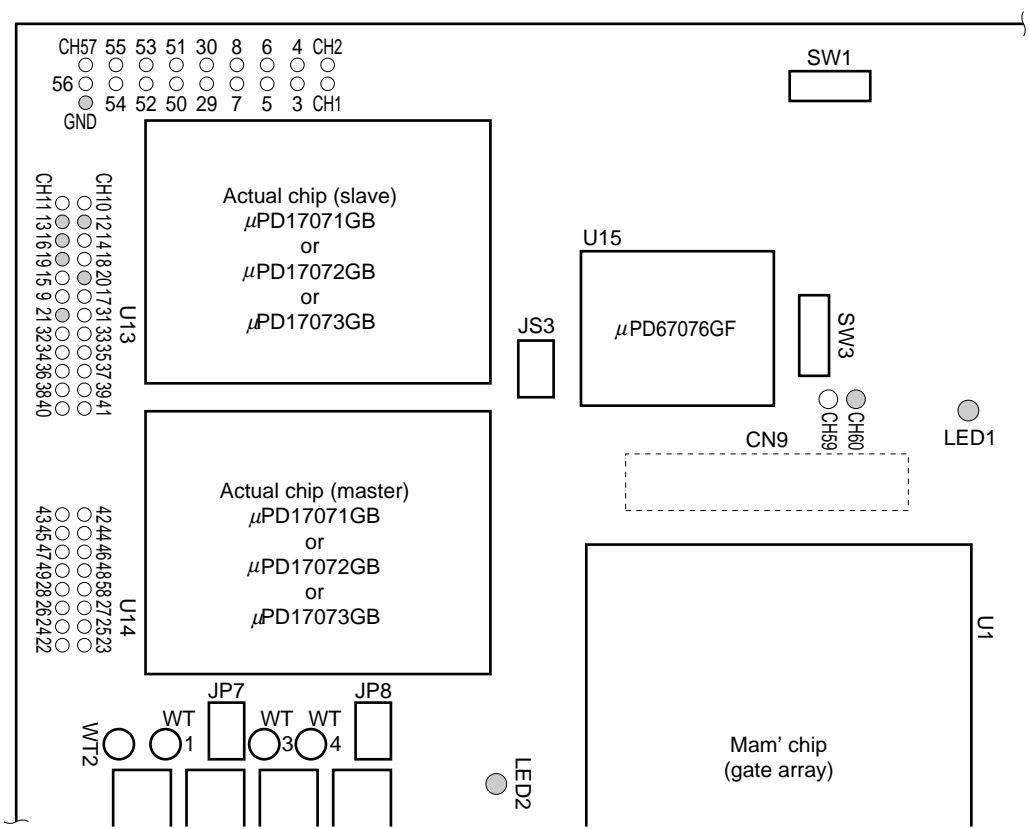 CH57 55 53 51 30 8 6 4 CH2
56
54 52 50 29 7 5 3 CH1
GND
SW1
CH11 13 16 19 15 9 21 32 34 36 38 40
CH10 12 14 18 20 17 31 33 35 37 39 41
U13
Actual chip (slave)
μPD17071GB
or
μPD17072GB
or
μPD17073GB
U15
μPD67076GF
JS3
SW3
CH59
CH60
LED1
CN9
43 45 47 49 28 26 24 22
42 44 46 48 58 27 25 23
U14
Actual chip (master)
μPD17071GB
or
μPD17072GB
or
μPD17073GB
U1
JP7
JP8
WT2
WT
1
WT
3
WT
4
LED2
Mam' chip
(gate array)